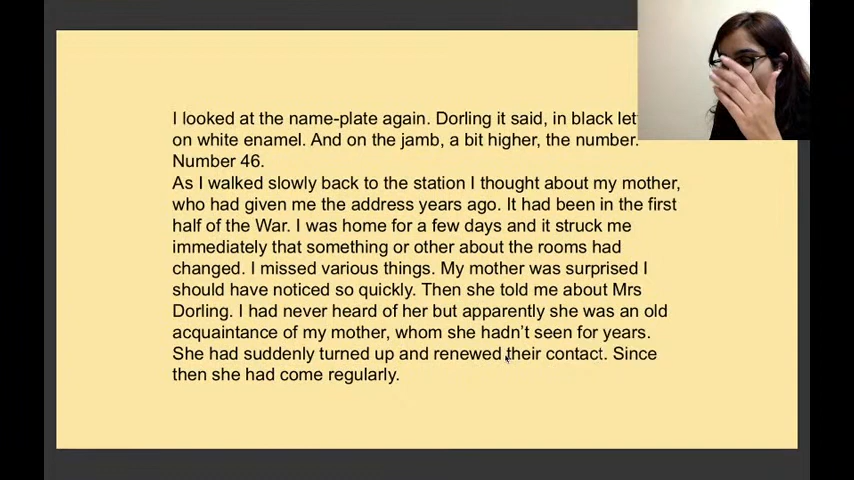 I looked at the name-plate again. Dorling it said, in black
on white enamel. And on the jamb, a bit higher, the number.
Number 46.
As I walked slowly back to the station I thought about my mother,
who had given me the address years ago. It had been in the first
half of the War. I was home for a few days and it struck me
immediately that something or other about the rooms had
changed. I missed various things. My mother was surprised I
should have noticed so quickly. Then she told me about Mrs
Dorling. I had never heard of her but apparently she was an old
acquaintance of my mother, whom she hadn’t seen for years.
She had suddenly turned up and renewed their contact. Since
then she had come regularly.